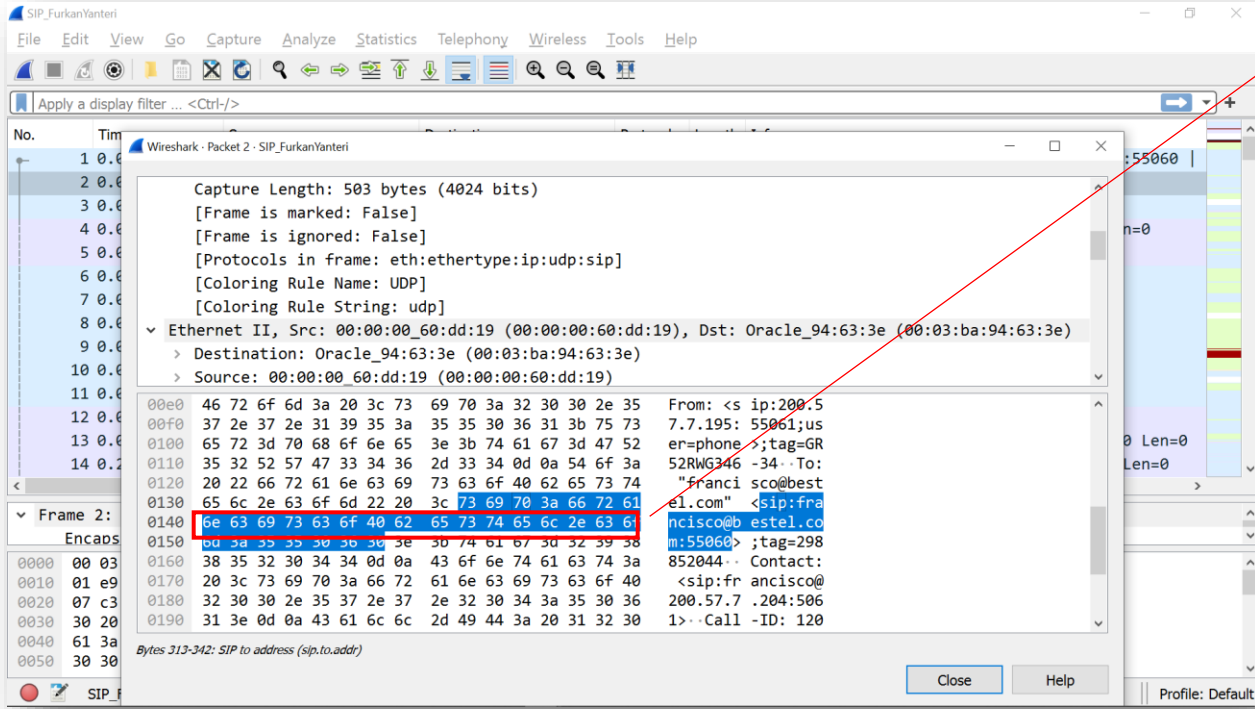 SIP_FurkanYanteri
File Edit View Go Capture Analyze Statistics Telephony Wireless Tools Help
Apply a display filter ... <Ctrl-/>
No.
Wireshark · Packet 2 · SIP_FurkanYanteri
1 0.0 :55060 |
2 0.0
3 0.0
4 0.0 n=0
5 0.0
6 0.0
7 0.0
8 0.0
9 0.0
10 0.0
11 0.0
12 0.0
13 0.0 0 Len=0
14 0.2 Len=0
Capture Length: 503 bytes (4024 bits)
[Frame is marked: False]
[Frame is ignored: False]
[Protocols in frame: eth:ethertype:ip:udp:sip]
[Coloring Rule Name: UDP]
[Coloring Rule String: udp]
Ethernet II, Src: 00:00:00_60:dd:19 (00:00:00:60:dd:19), Dst: Oracle_94:63:3e (00:03:ba:94:63:3e)
> Destination: Oracle_94:63:3e (00:03:ba:94:63:3e)
> Source: 00:00:00_60:dd:19 (00:00:00:60:dd:19)
00e0 46 72 6f 6d 3a 20 3c 73 69 70 3a 32 30 30 2e 35 From: <s ip:200.5
00f0 37 2e 37 2e 31 39 35 3a 35 35 30 36 31 3b 75 73 7.7.195: 55061;us
0100 65 72 3d 70 68 6f 6e 65 3e 3b 74 61 67 3d 47 52 er=phone >;tag=GR
0110 35 32 52 57 47 33 34 36 2d 33 34 0d 0a 54 6f 3a 52RWG346 -34··To:
0120 20 22 66 72 61 6e 63 69 73 63 6f 40 62 65 73 74 "franci sco@best
0130 65 6c 2e 63 6f 6d 22 20 3c 73 69 70 3a 66 72 61 el.com" <sip:fra
0140 6e 63 69 73 63 6f 40 62 65 73 74 65 6c 2e 63 6f ncisco@b estel.co
0150 6d 3a 35 35 30 36 30 3e 3b 74 61 67 3d 32 39 38 m:55060> ;tag=298
0160 38 35 32 30 34 34 0d 0a 43 6f 6e 74 61 63 74 3a 852044·· Contact:
0170 20 3c 73 69 70 3a 66 72 61 6e 63 69 73 63 6f 40 <sip:fr ancisco@
0180 32 30 30 2e 35 37 2e 37 2e 32 30 34 3a 35 30 36 200.57.7 .204:506
0190 31 3e 0d 0a 43 61 6c 6c 2d 49 44 3a 20 31 32 30 1>··Call -ID: 120
Bytes 313-342: SIP to address (sip.to.addr)
Close Help
Frame 2:
Encaps
0000 00 03
0010 01 e9
0020 07 c3
0030 30 20
0040 61 3a
0050 30 30
Profile: Default